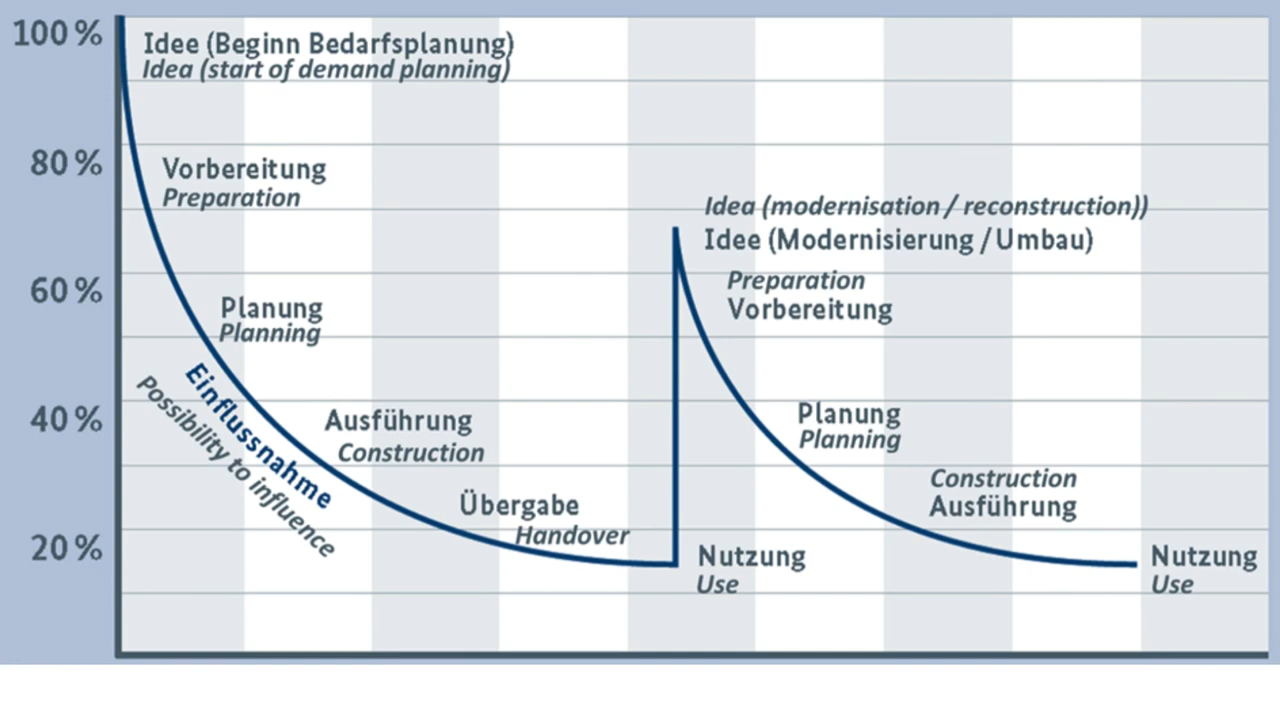 100 %
Idee (Beginn Bedarfsplanung)
Idea (start of demand planning)
80 %
Vorbereitung
Preparation
Idea (modernisation / reconstruction))
Idee (Modernisierung / Umbau)
60 %
Preparation
Vorbereitung
Planung
Planning
Einflussnahme
Possibility to influence
40 %
Ausführung
Construction
Planung
Planning
Construction
Ausführung
Übergabe
Handover
20 %
Nutzung
Use
Nutzung
Use